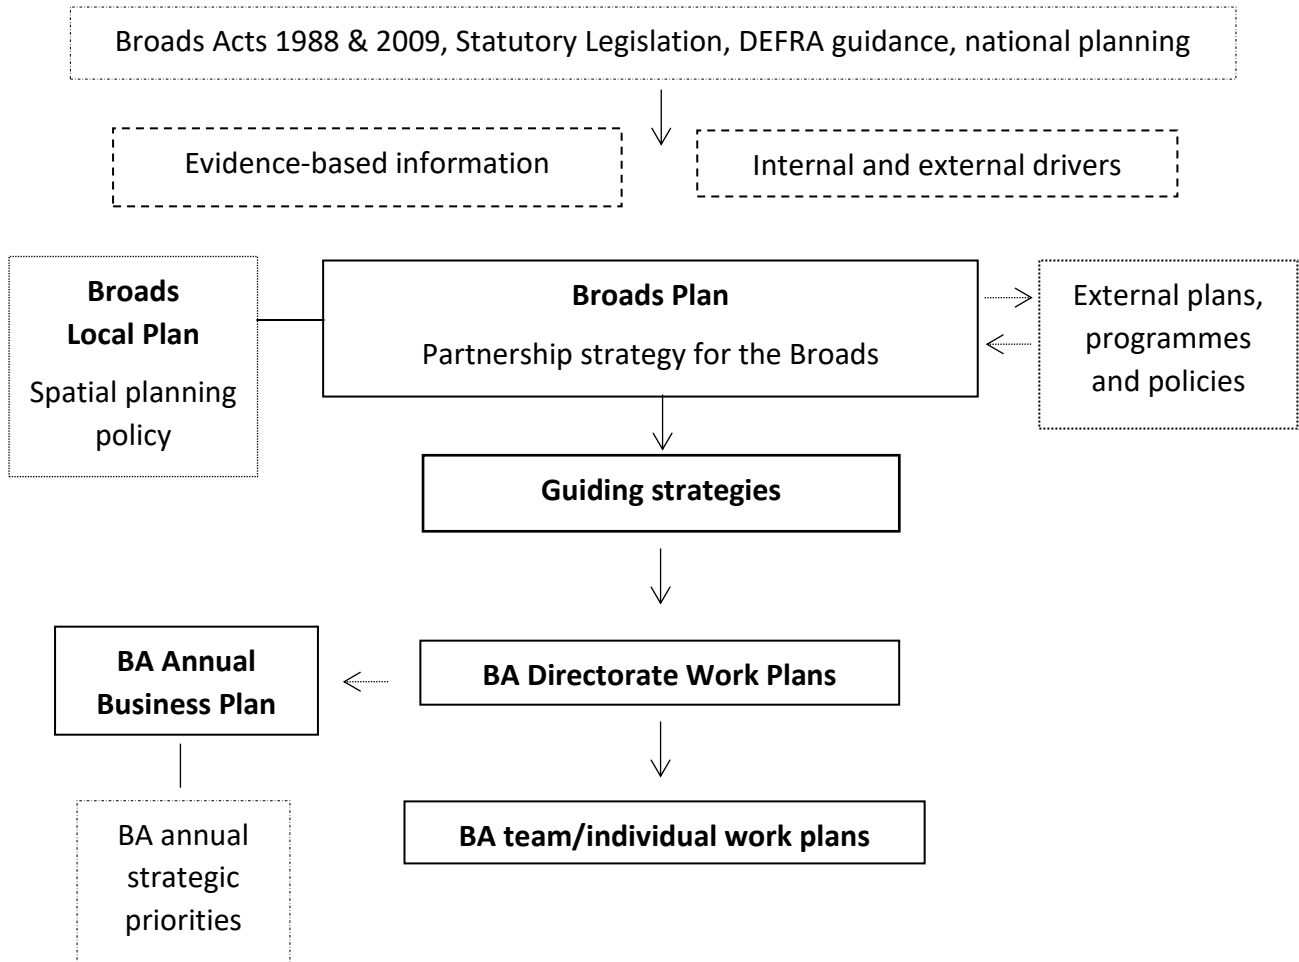 Broads Acts 1988 & 2009, Statutory Legislation, DEFRA guidance, national planning
Evidence-based information
Internal and external drivers
Broads
Local Plan
Spatial planning
policy
Broads Plan
Partnership strategy for the Broads
External plans,
programmes
and policies
Guiding strategies
BA Annual
Business Plan
BA Directorate Work Plans
BA annual
strategic
priorities
BA team/individual work plans